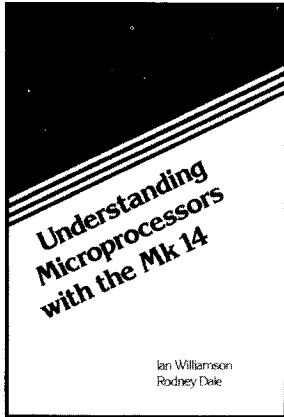 Understanding
Microprocessors
with the Mk 14
Ian Williamson
Rodney Dale